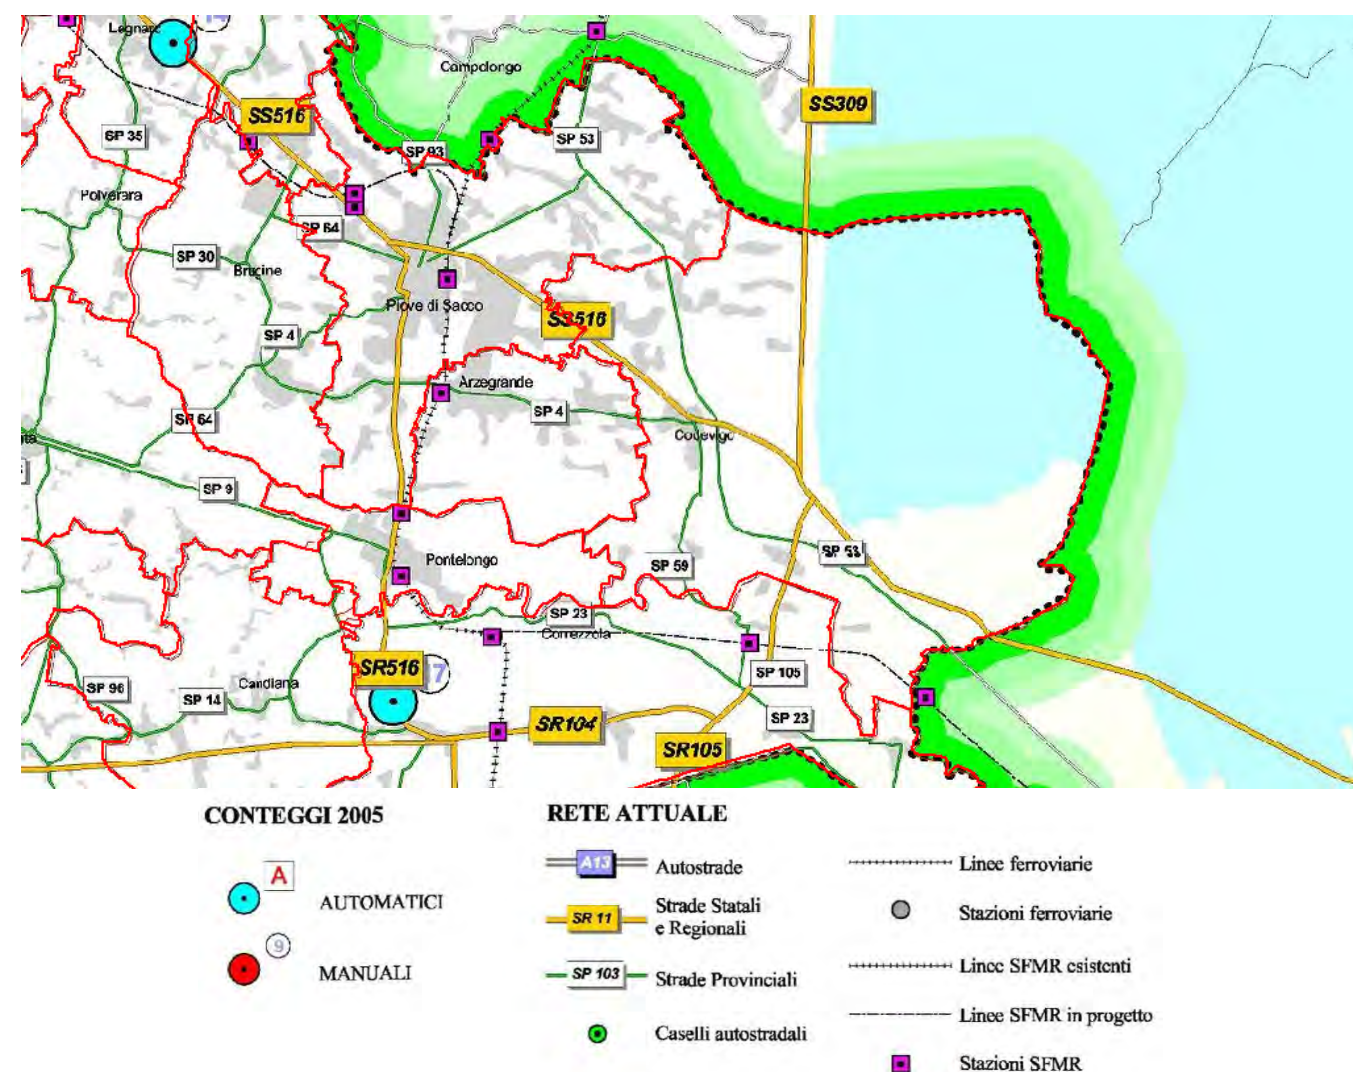 Legnaro
14
Campolongo
SS309
SS516
SP 35
SP 93
SP 53
Polverara
SP 64
SP 30
Brugine
Piove di Sacco
SS516
SP 4
Arzegrande
SP 4
SP 64
Codevigo
SP 9
SP 53
Pontelongo
SP 59
SP 23
Correzzola
SR516
17
SP 105
Candiana
SP 96
SP 14
SP 23
SR104
SR105
CONTEGGI 2005
A
AUTOMATICI
9
MANUALI
RETE ATTUALE
A13
Autostrade
SR 11
Strade Statali
e Regionali
SP 103
Strade Provinciali
Caselli autostradali
Linee ferroviarie
Stazioni ferroviarie
Linee SFMR esistenti
Linee SFMR in progetto
Stazioni SFMR